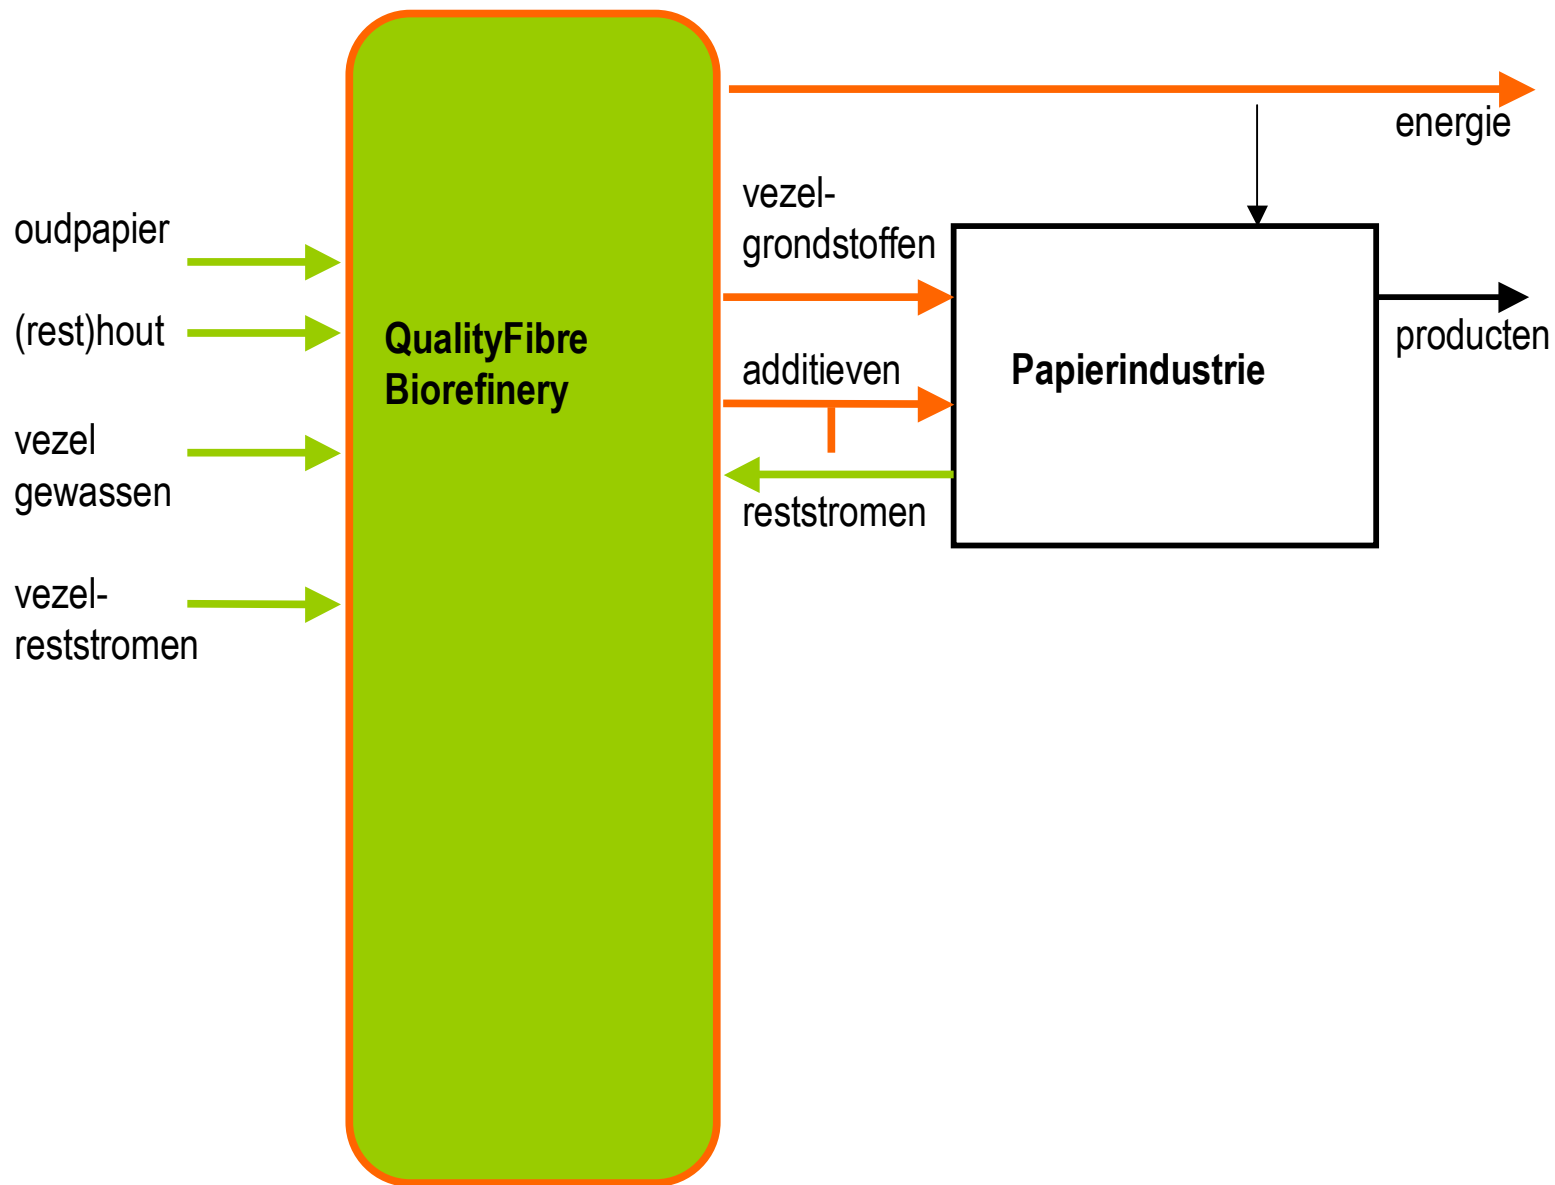 oudpapier
(rest)hout
vezel
gewassen
vezel-
reststromen
QualityFibre
Biorefinery
energie
vezel-
grondstoffen
additieven
reststromen
Papierindustrie
producten